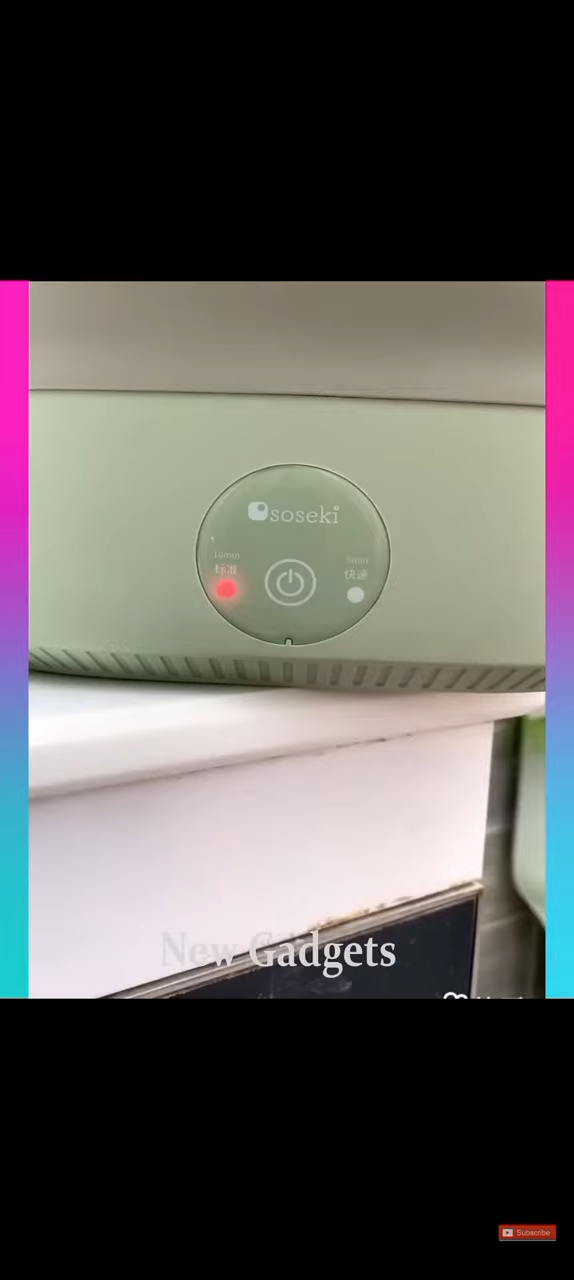 soseki
10min
5min
标准
快速
New Gadgets
Subscribe